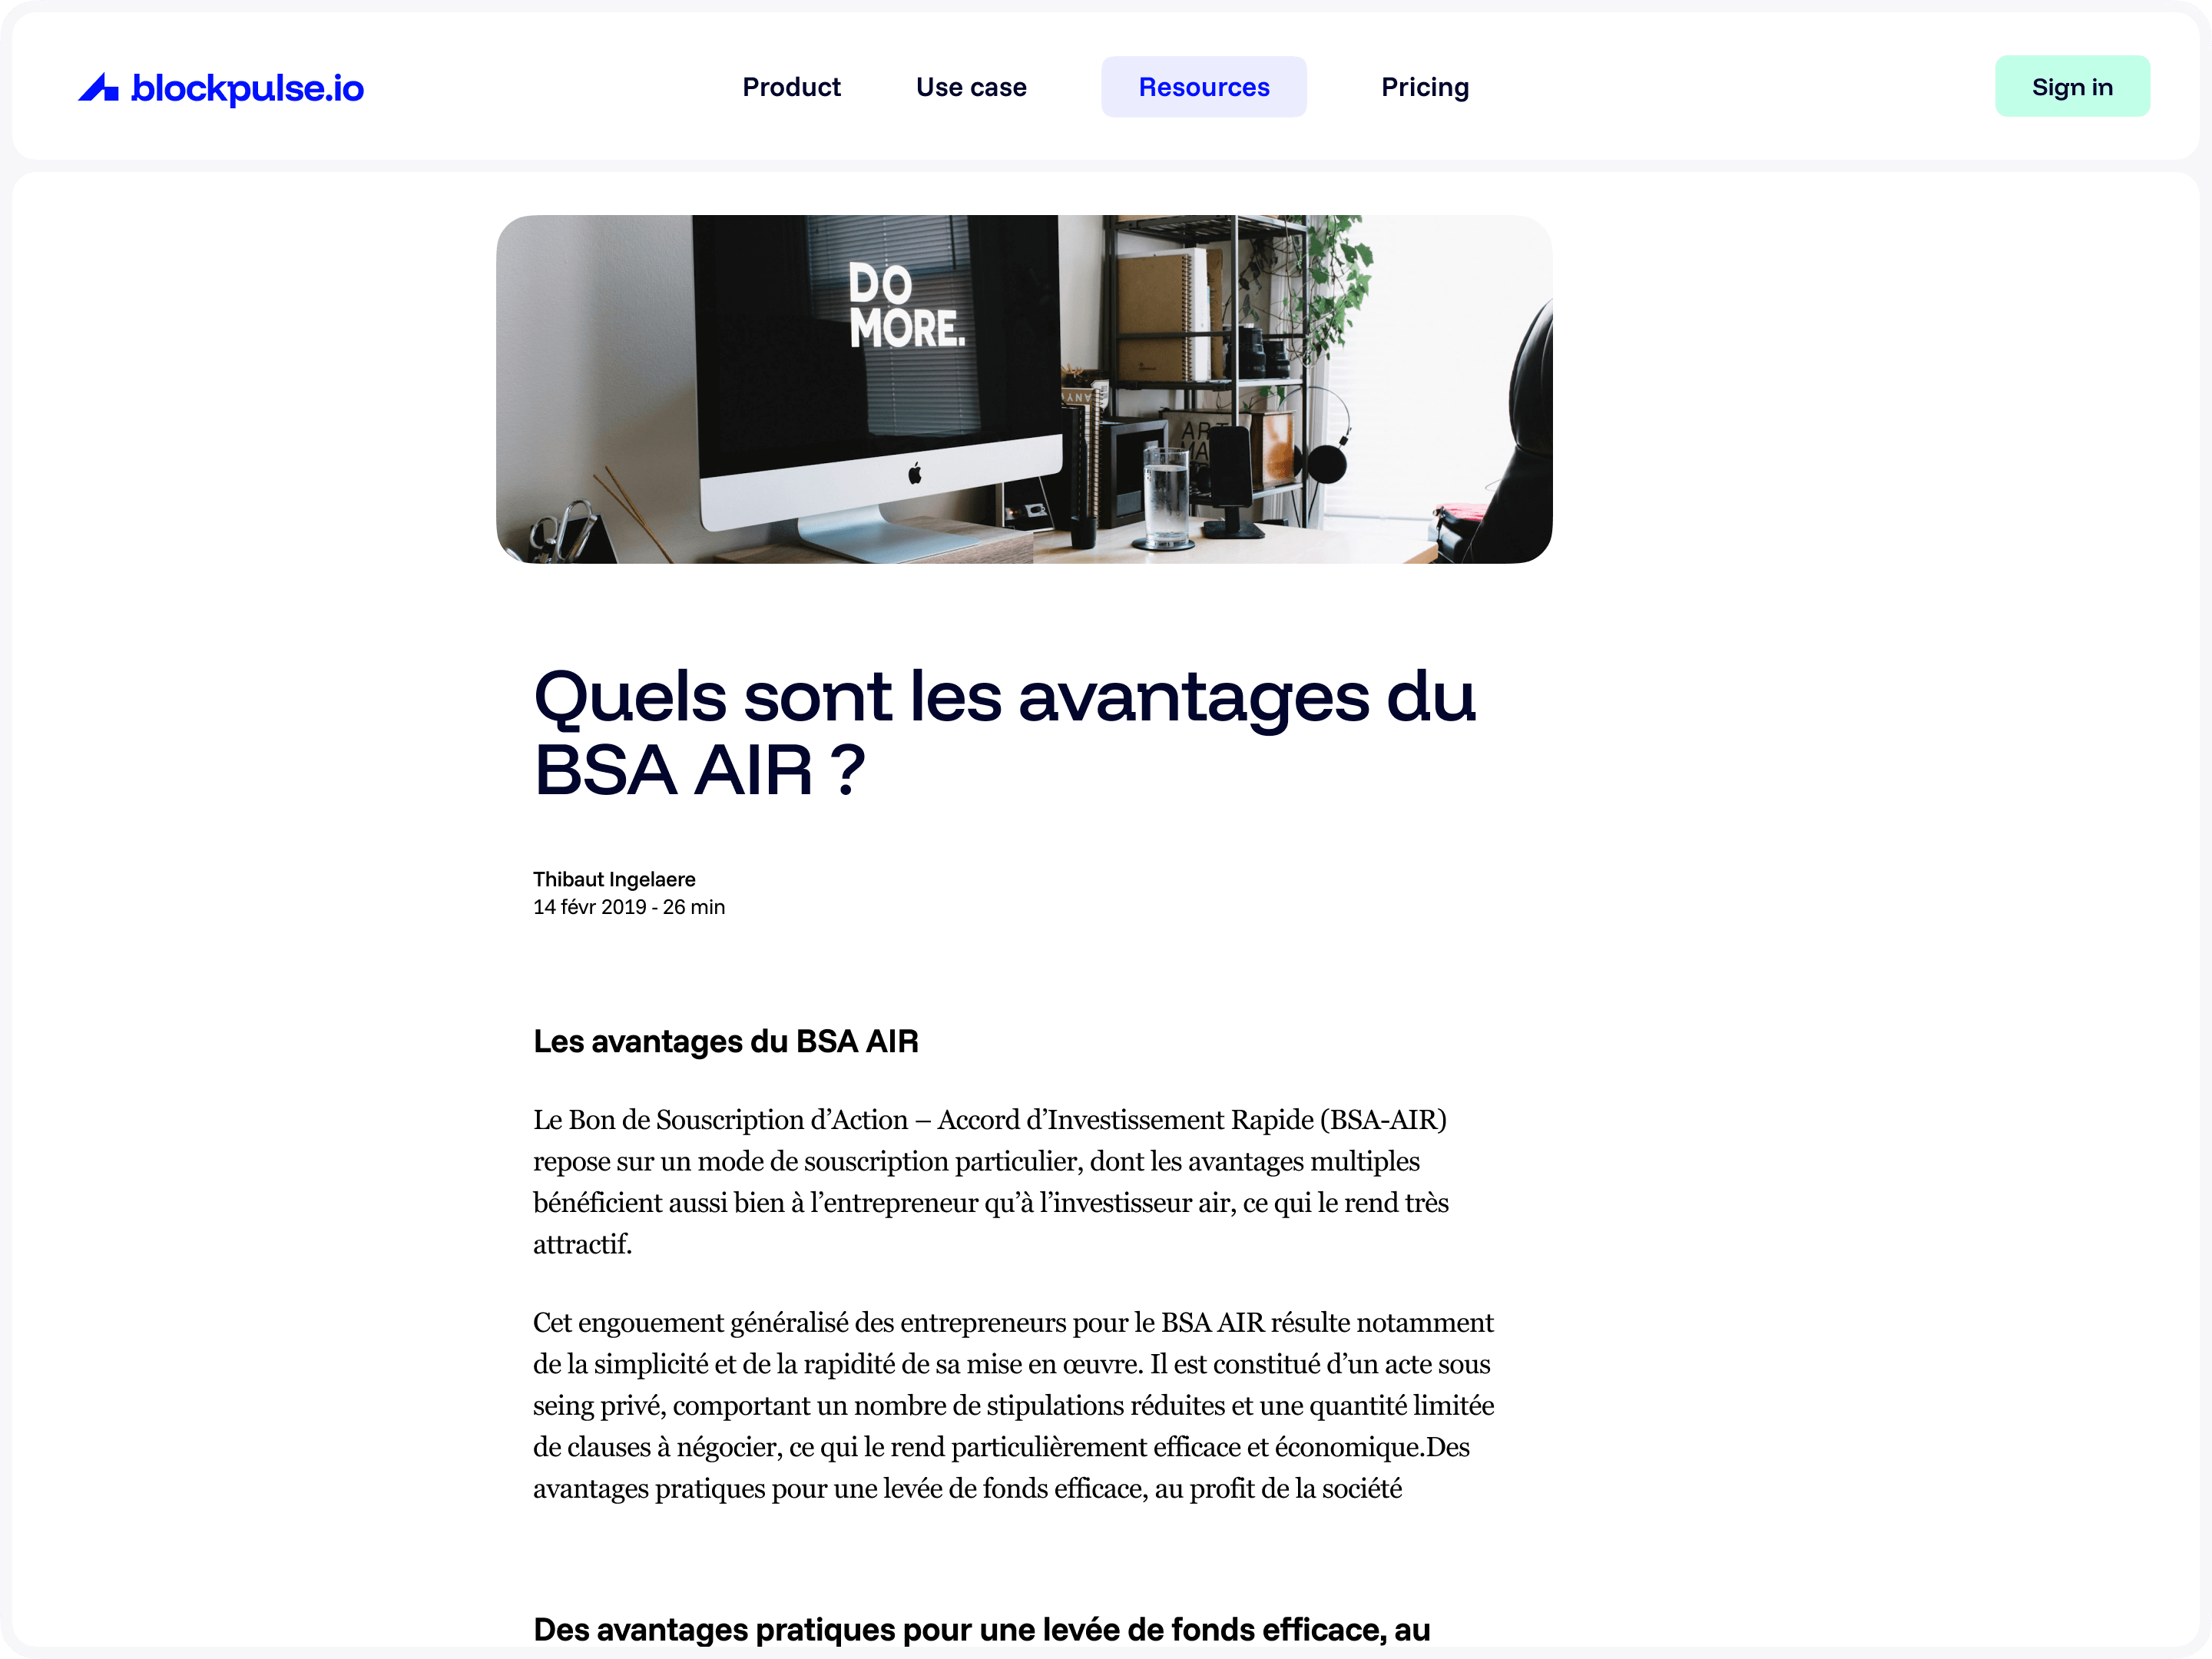 blockpulse.io
Product
Use case
Resources
Pricing
Sign in
DO
MORE.
ART
Quels sont les avantages du
BSA AIR ?
Thibaut Ingelaere
14 févr 2019 - 26 min
Les avantages du BSA AIR
Le Bon de Souscription d’Action – Accord d’Investissement Rapide (BSA-AIR)
repose sur un mode de souscription particulier, dont les avantages multiples
bénéficient aussi bien à l’entrepreneur qu’à l’investisseur air, ce qui le rend très
attractif.
Cet engouement généralisé des entrepreneurs pour le BSA AIR résulte notamment
de la simplicité et de la rapidité de sa mise en œuvre. Il est constitué d’un acte sous
seing privé, comportant un nombre de stipulations réduites et une quantité limitée
de clauses à négocier, ce qui le rend particulièrement efficace et économique.Des
avantages pratiques pour une levée de fonds efficace, au profit de la société
Des avantages pratiques pour une levée de fonds efficace, au